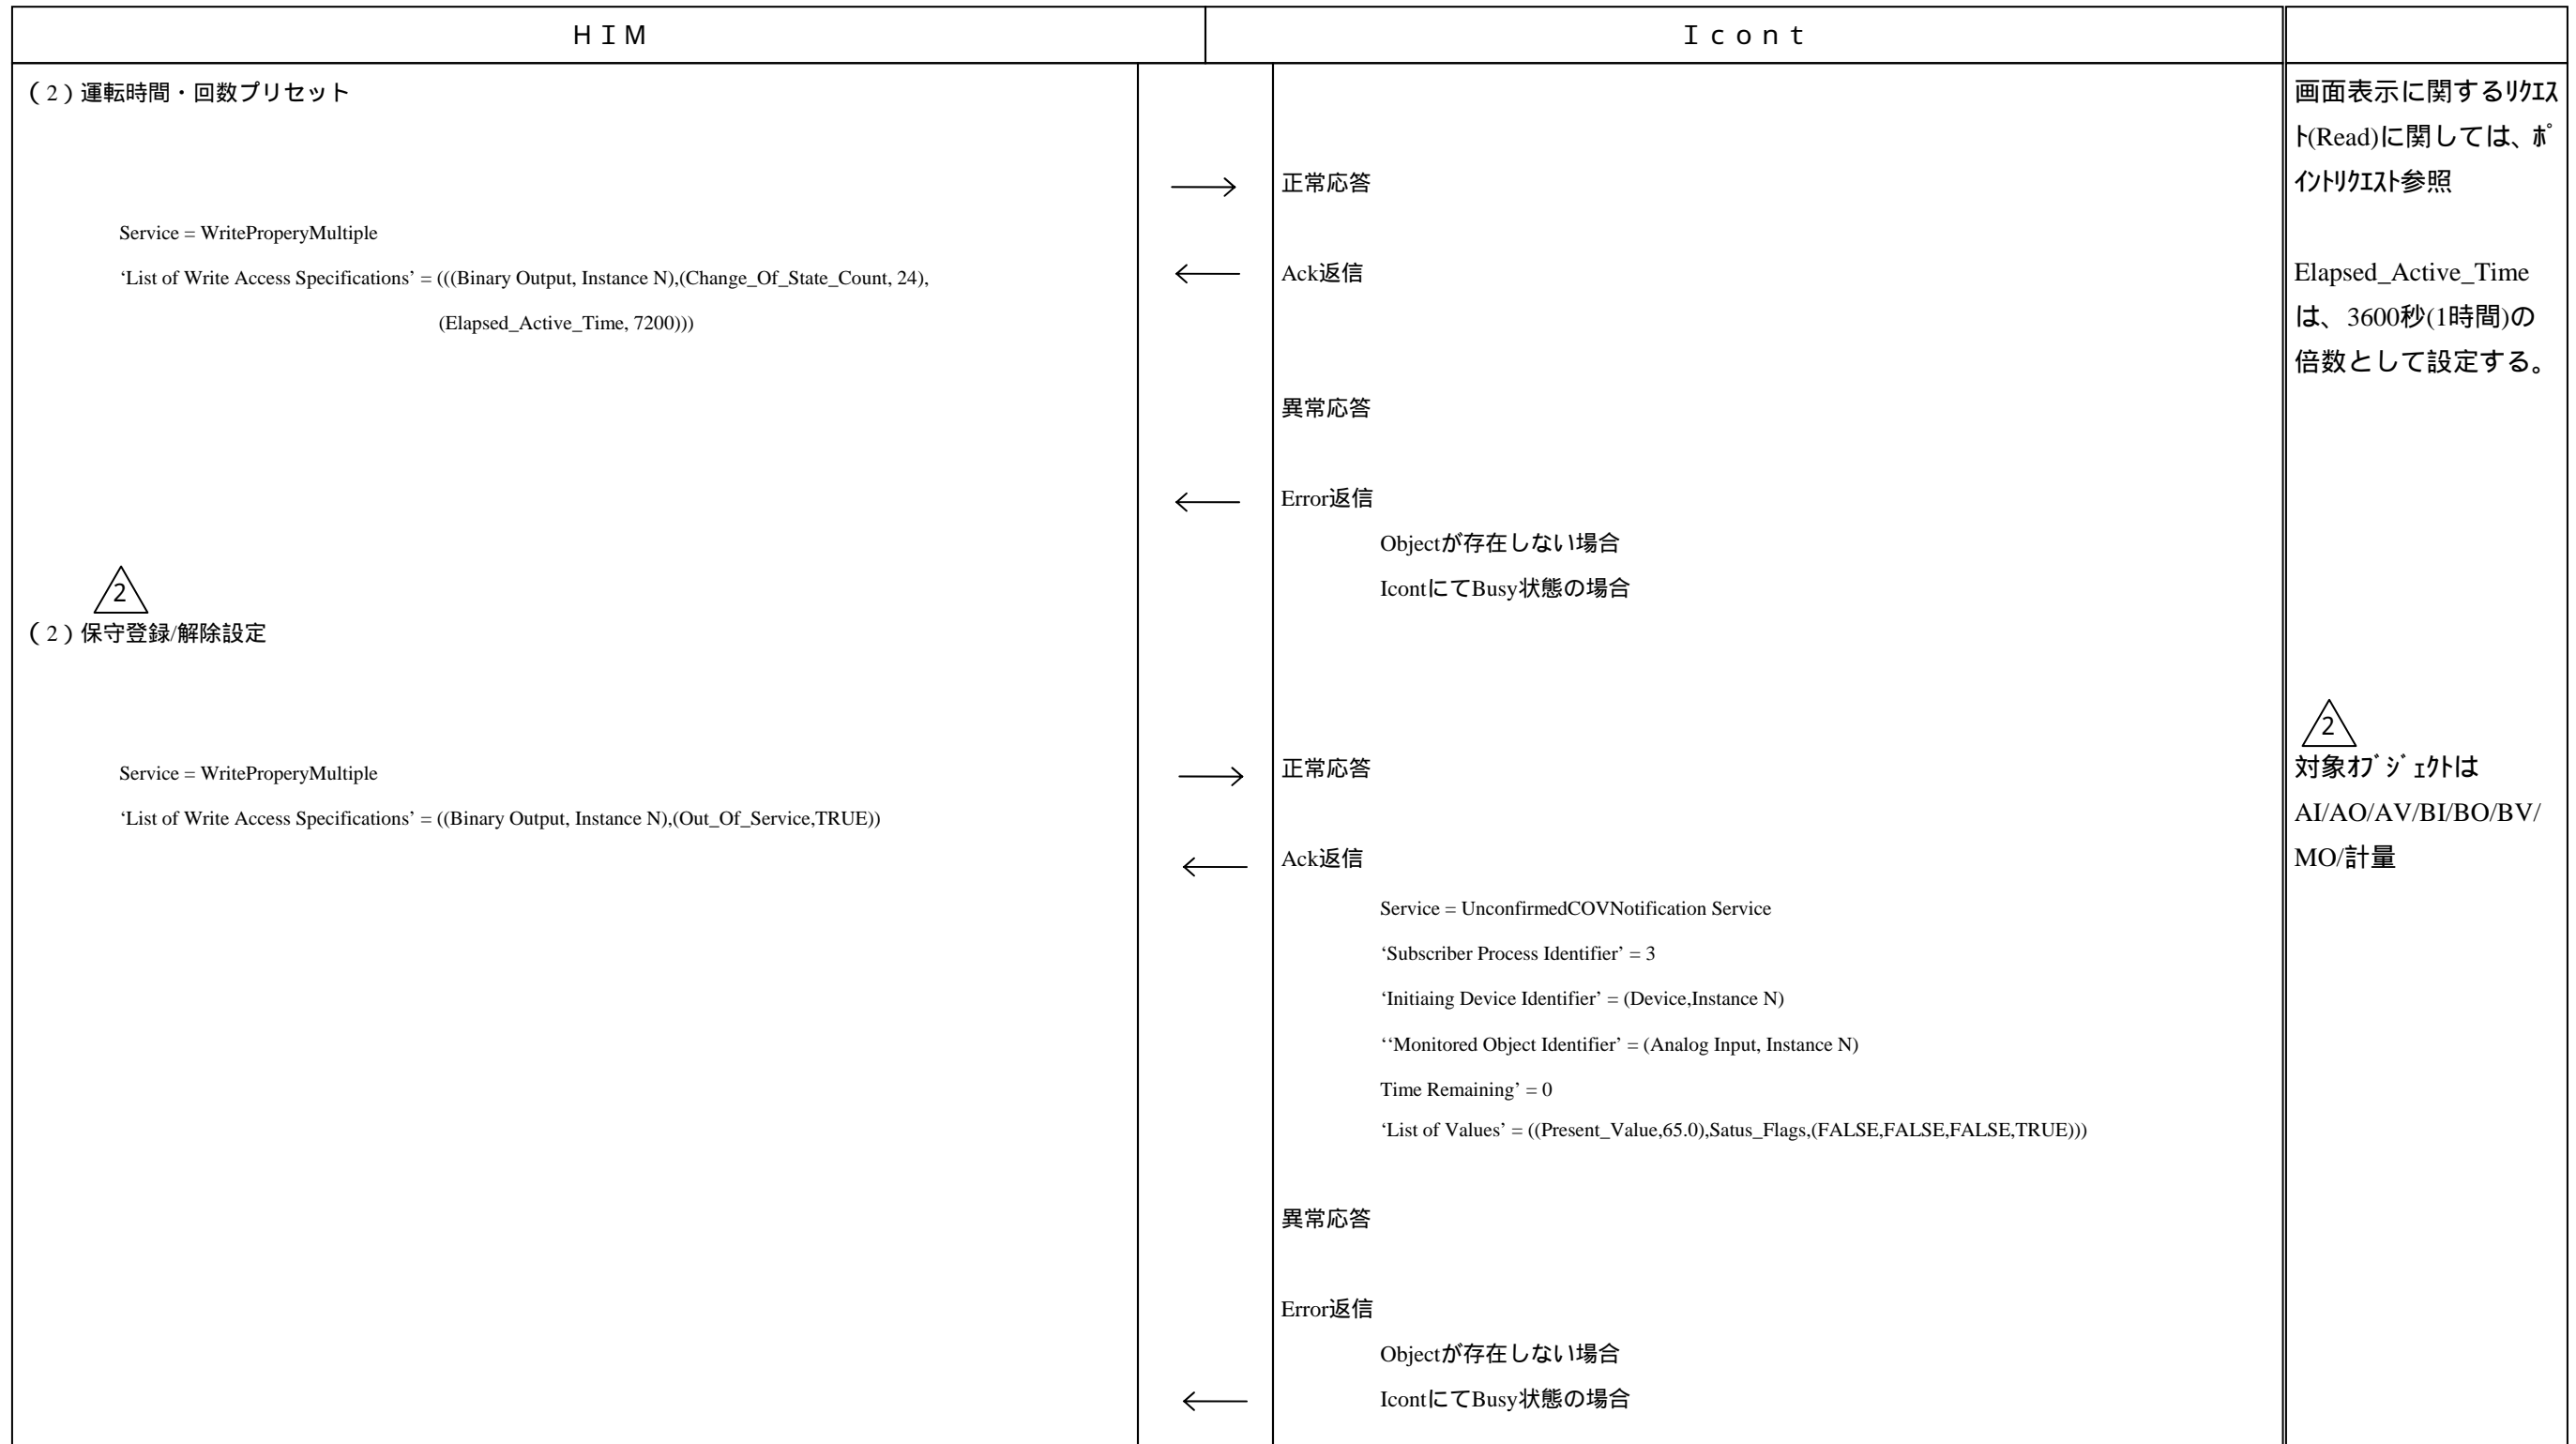 ＨＩＭ
Ｉｃｏｎｔ
（2）運転時間・回数プリセット
Service = WriteProperyMultiple
‘List of Write Access Specifications’ = (((Binary Output, Instance N),(Change_Of_State_Count, 24),
(Elapsed_Active_Time, 7200)))
正常応答
Ack返信
異常応答
Error返信
Objectが存在しない場合
IcontにてBusy状態の場合
画面表示に関するﾘｸｴｽ
ﾄ(Read)に関しては、ﾎﾟ
ｲﾝﾄﾘｸｴｽﾄ参照
Elapsed_Active_Time
は、3600秒(1時間)の
倍数として設定する。
2
（2）保守登録/解除設定
Service = WriteProperyMultiple
‘List of Write Access Specifications’ = ((Binary Output, Instance N),(Out_Of_Service,TRUE))
正常応答
Ack返信
Service = UnconfirmedCOVNotification Service
‘Subscriber Process Identifier’ = 3
‘Initiaing Device Identifier’ = (Device,Instance N)
‘‘Monitored Object Identifier’ = (Analog Input, Instance N)
Time Remaining’ = 0
‘List of Values’ = ((Present_Value,65.0),Satus_Flags,(FALSE,FALSE,FALSE,TRUE)))
異常応答
Error返信
Objectが存在しない場合
IcontにてBusy状態の場合
2
対象ｵﾌﾞｼﾞｪｸﾄは
AI/AO/AV/BI/BO/BV/
MO/計量